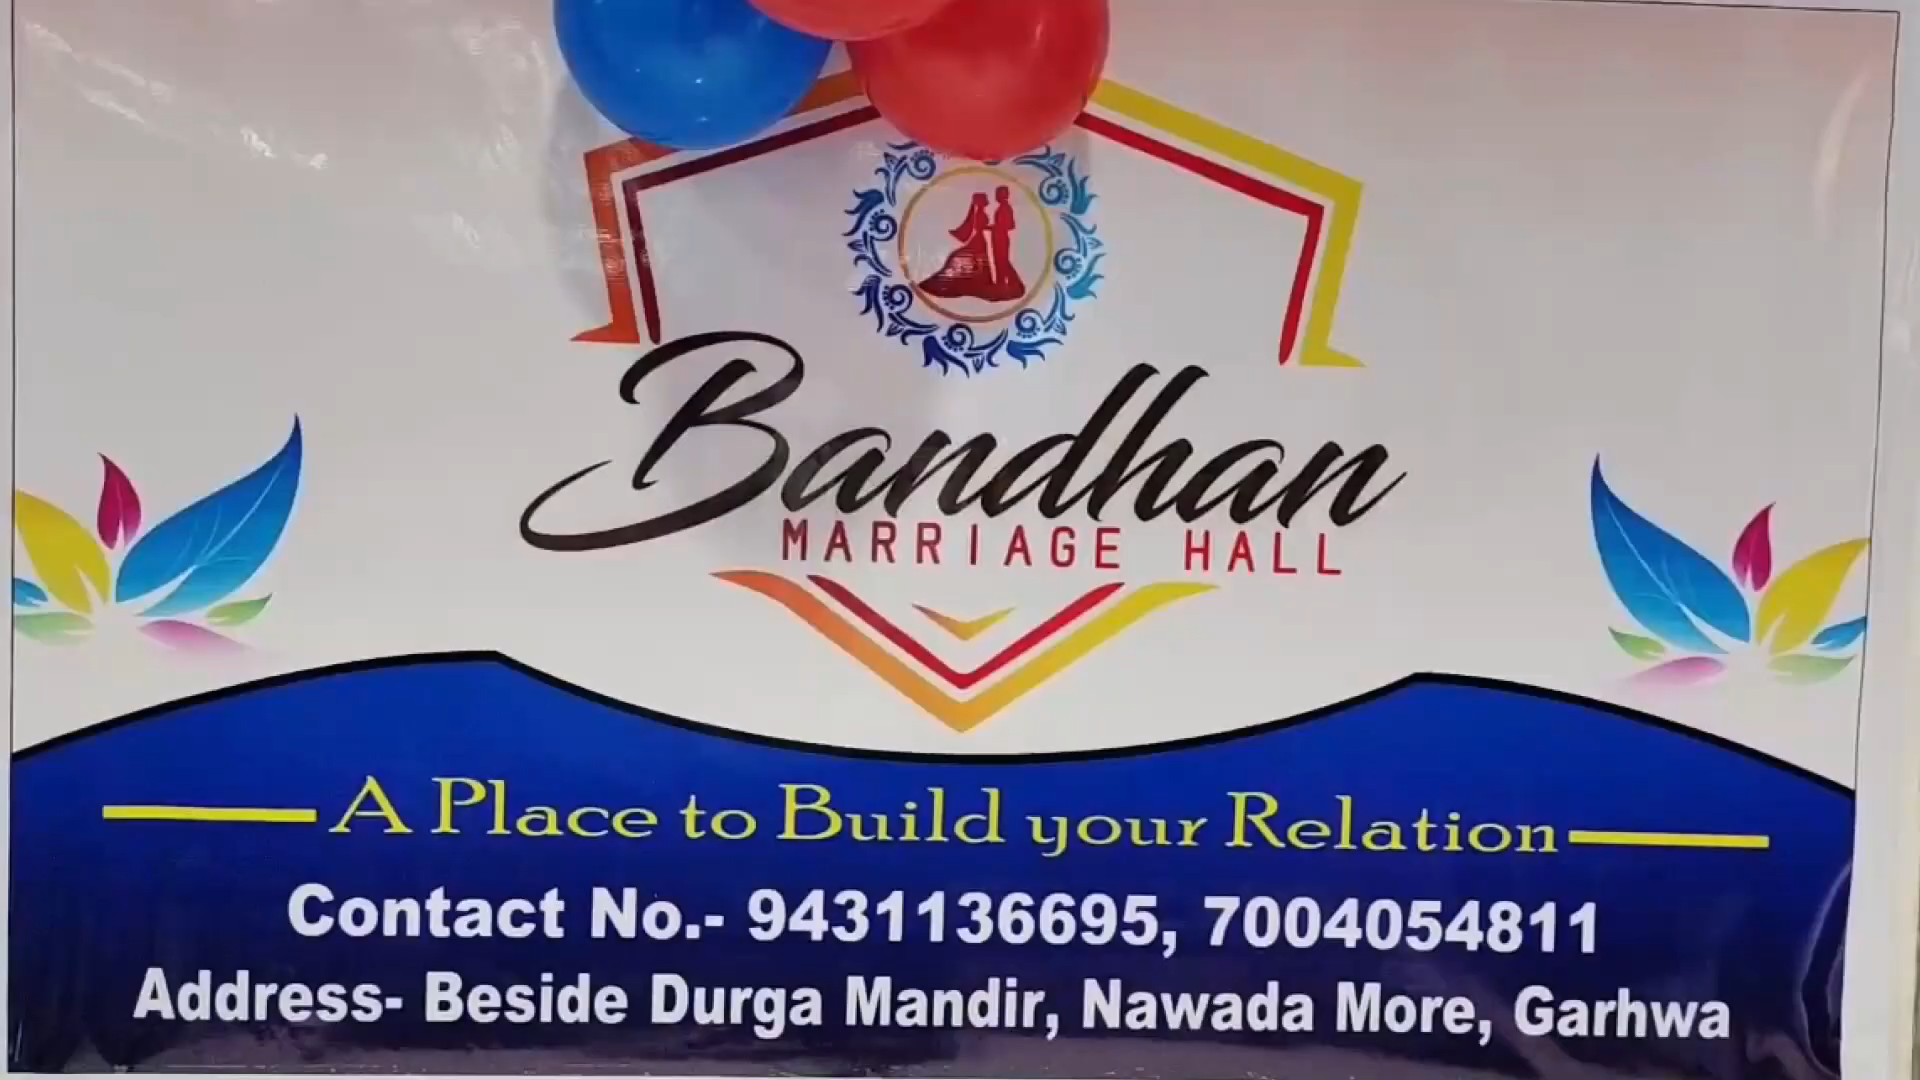 Bandhan
MARRIAGE HALL
A Place to Build your Relation
Contact No.- 9431136695, 7004054811
Address- Beside Durga Mandir, Nawada More, Garhwa